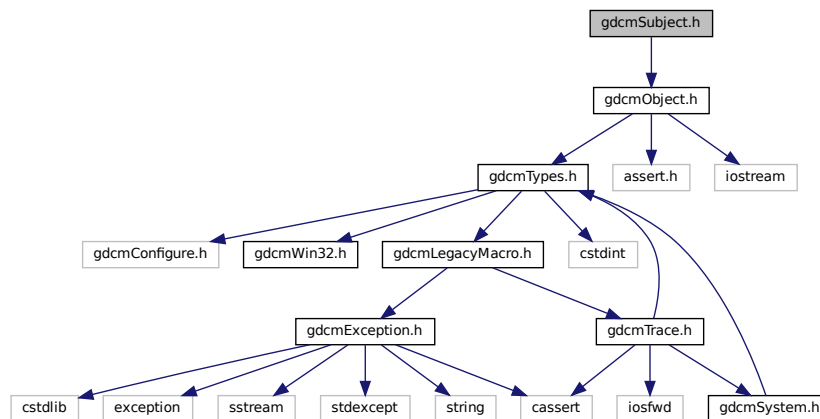 gdcmSubject.h
gdcmObject.h
gdcmTypes.h
assert.h
iostream
gdcmConfigure.h
gdcmWin32.h
gdcmLegacyMacro.h
cstdint
gdcmException.h
gdcmTrace.h
cstdlib
exception
sstream
stdexcept
string
cassert
iosfwd
gdcmSystem.h